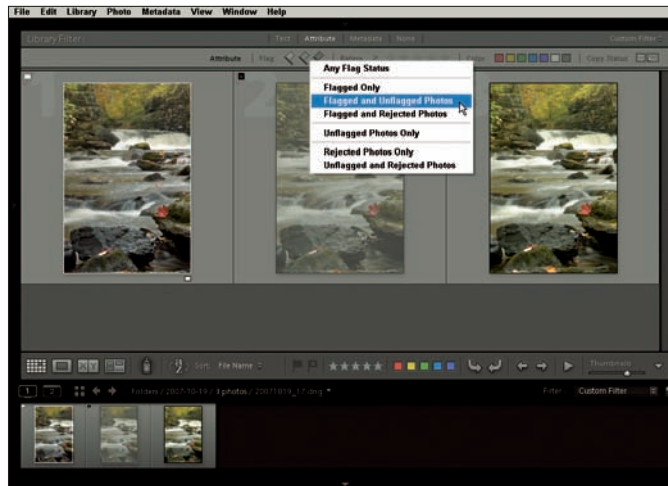 File Edit Library Photo Metadata View Window Help
Library Filter: Text Attribute Metadata None Custom Filter
Attribute Flag Color Copy Status
Any Flag Status
Flagged Only
Flagged and Unflagged Photos
Flagged and Rejected Photos
Unflagged Photos Only
Rejected Photos Only
Unflagged and Rejected Photos
Sort: File Name Thumbnails
1 2 Folders / 2007-10-19 / 3 photos / 20071019_17.dng Filter: Custom Filter